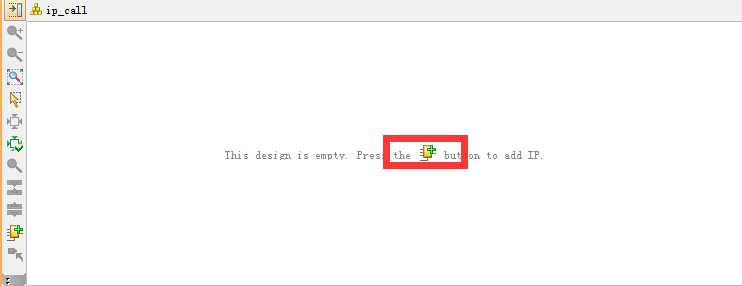 ip_call
This design is empty. Press the button to add IP.